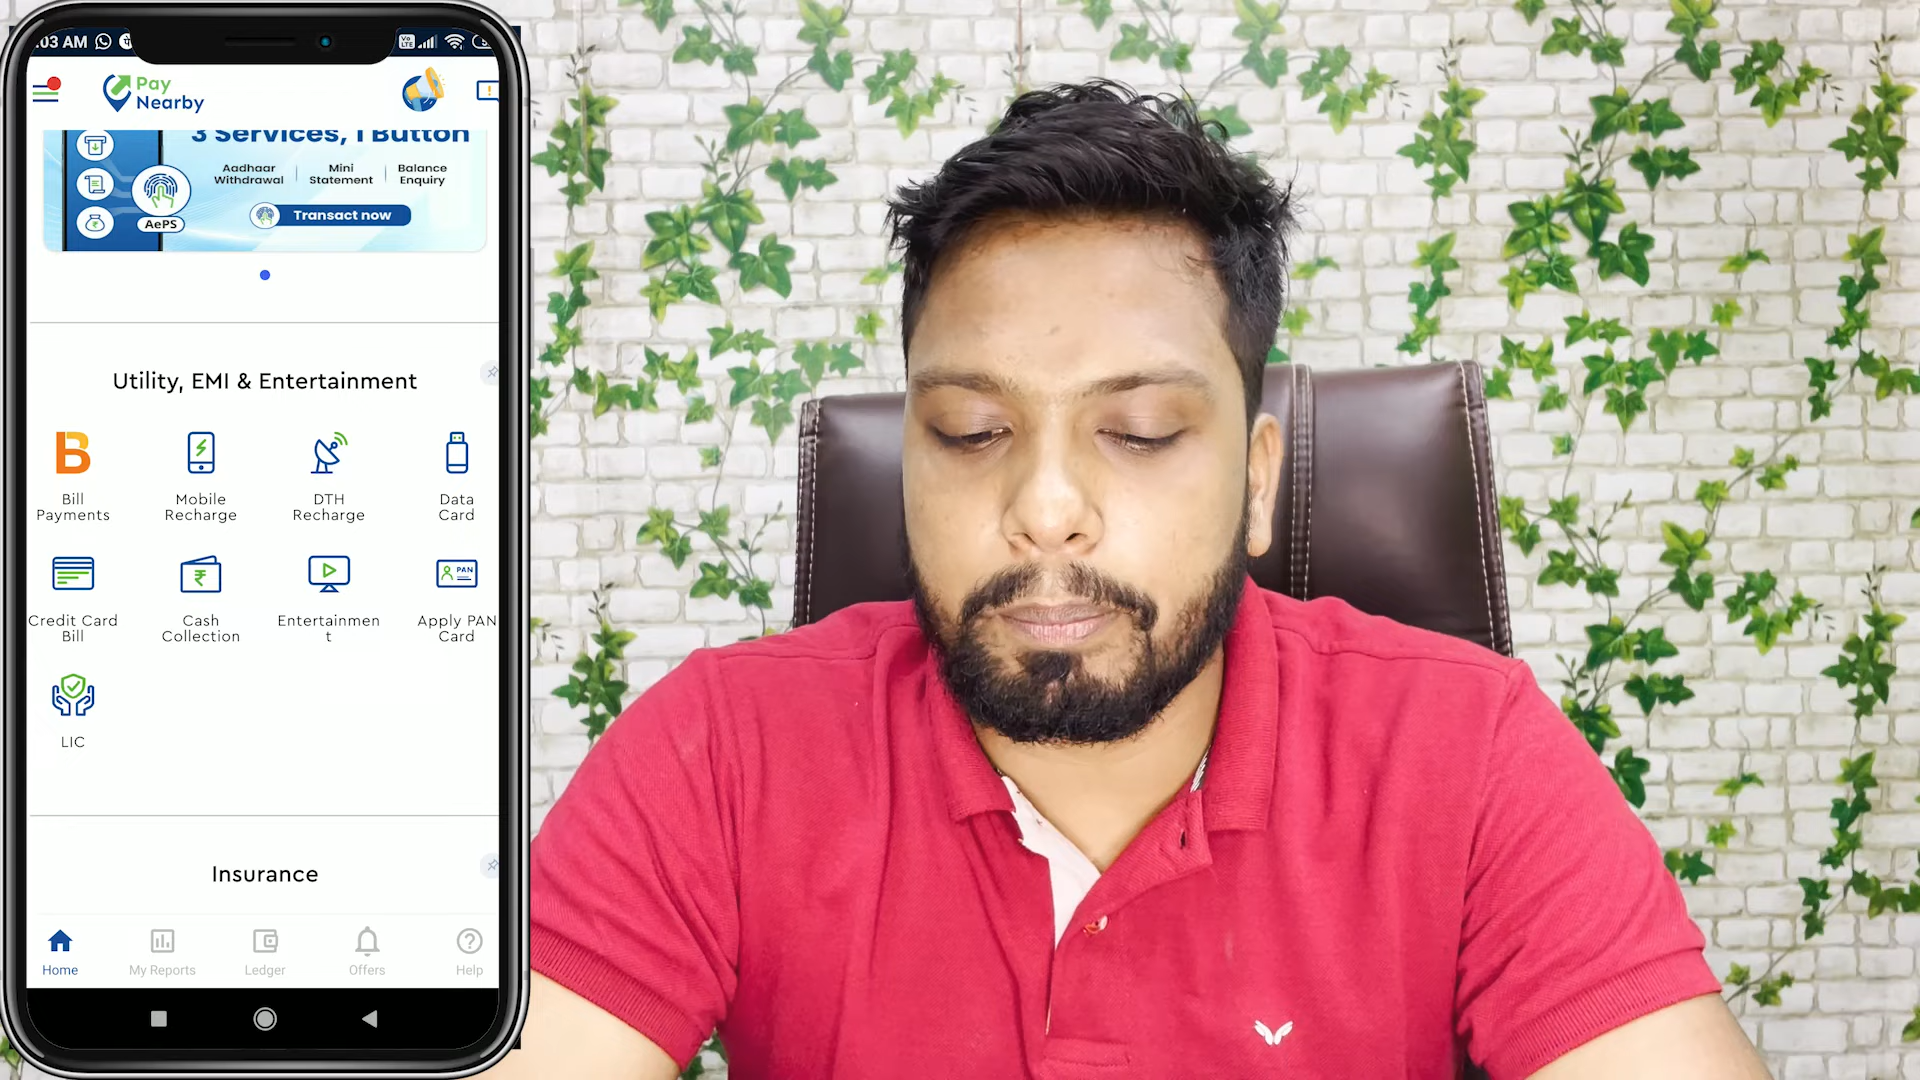 :03 AM
Pay
Nearby
3 Services, 1 Button
Aadhaar
Withdrawal
Mini
Statement
Balance
Enquiry
AePS
Transact now
Utility, EMI & Entertainment
Bill
Payments
Mobile
Recharge
DTH
Recharge
Data
Card
Credit Card
Bill
Cash
Collection
Entertainmen
t
PAN
Apply PAN
Card
LIC
Insurance
Home
My Reports
Ledger
Offers
Help